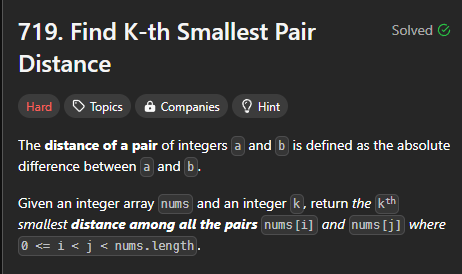 719. Find K-th Smallest Pair Solved
Distance
Hard Topics Companies Hint
The distance of a pair of integers a and b is defined as the absolute
difference between a and b.
Given an integer array nums and an integer k, return the kth
smallest distance among all the pairs nums[i] and nums[j] where
0 <= i < j < nums.length.